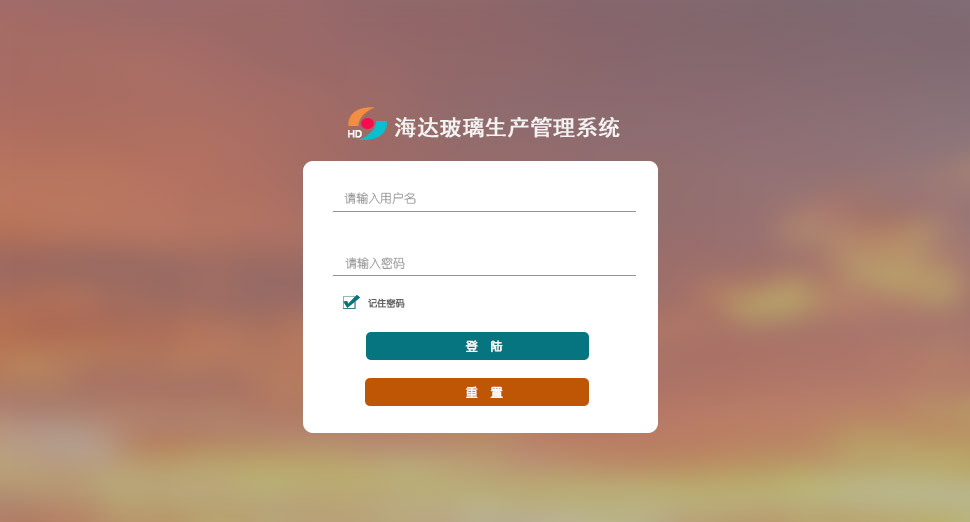 HD 海达玻璃生产管理系统
请输入用户名
请输入密码
记住密码
登 陆
重 置